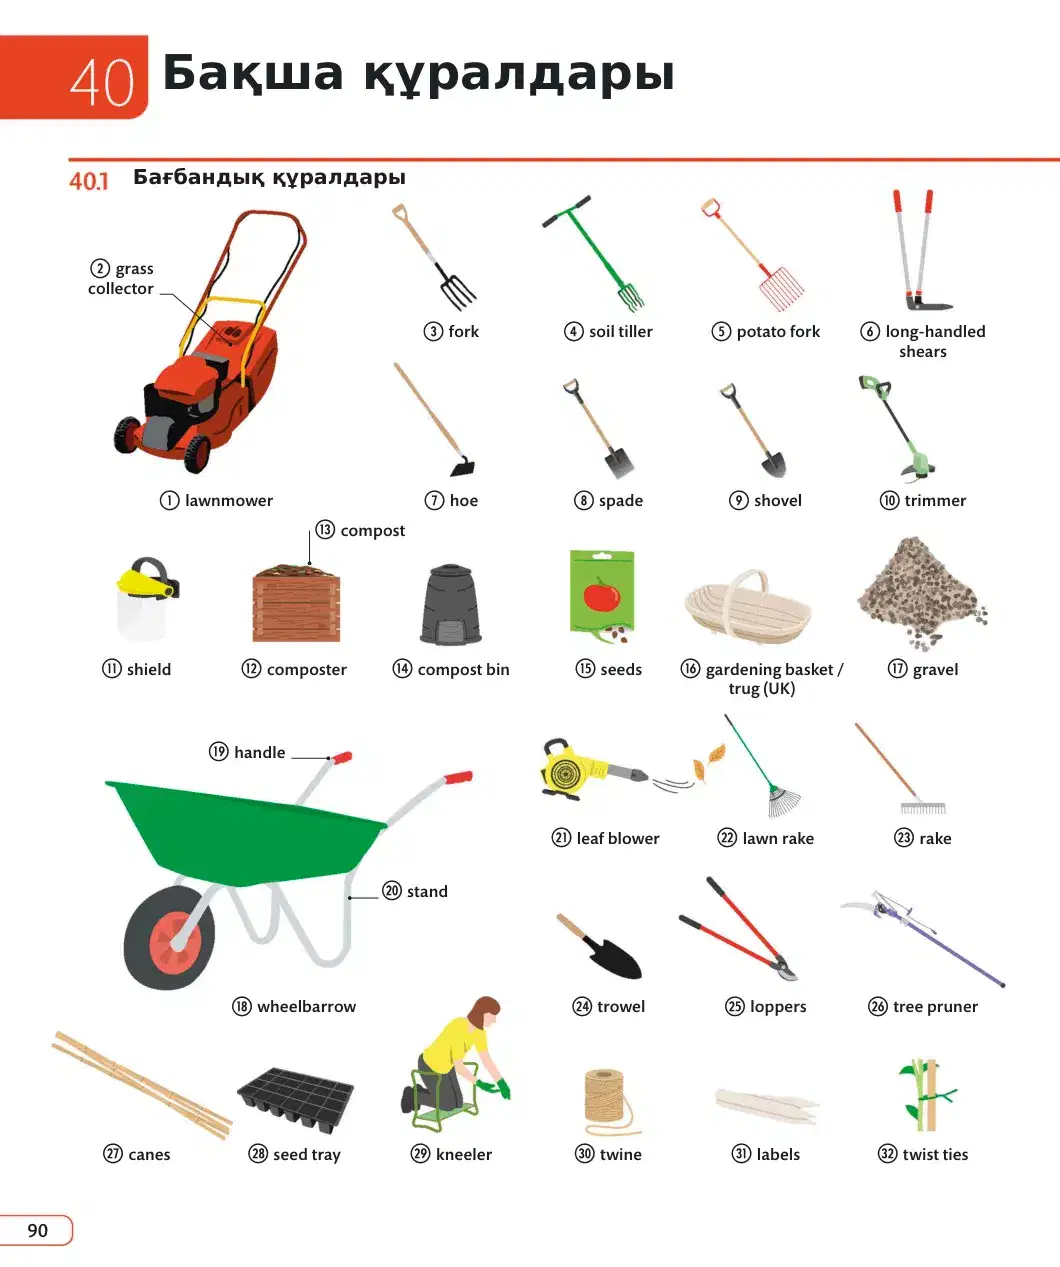 40 Бақша құралдары
40.1 Бағбандық құралдары
② grass
collector
③ fork
④ soil tiller
⑤ potato fork
⑥ long-handled
shears
① lawnmower
⑦ hoe
⑧ spade
⑨ shovel
⑩ trimmer
⑬ compost
⑪ shield
⑫ composter
⑭ compost bin
⑮ seeds
⑯ gardening basket /
trug (UK)
⑰ gravel
⑲ handle
㉑ leaf blower
㉒ lawn rake
㉓ rake
⑳ stand
⑱ wheelbarrow
㉔ trowel
㉕ loppers
㉖ tree pruner
㉗ canes
㉘ seed tray
㉙ kneeler
㉚ twine
㉛ labels
㉜ twist ties
90